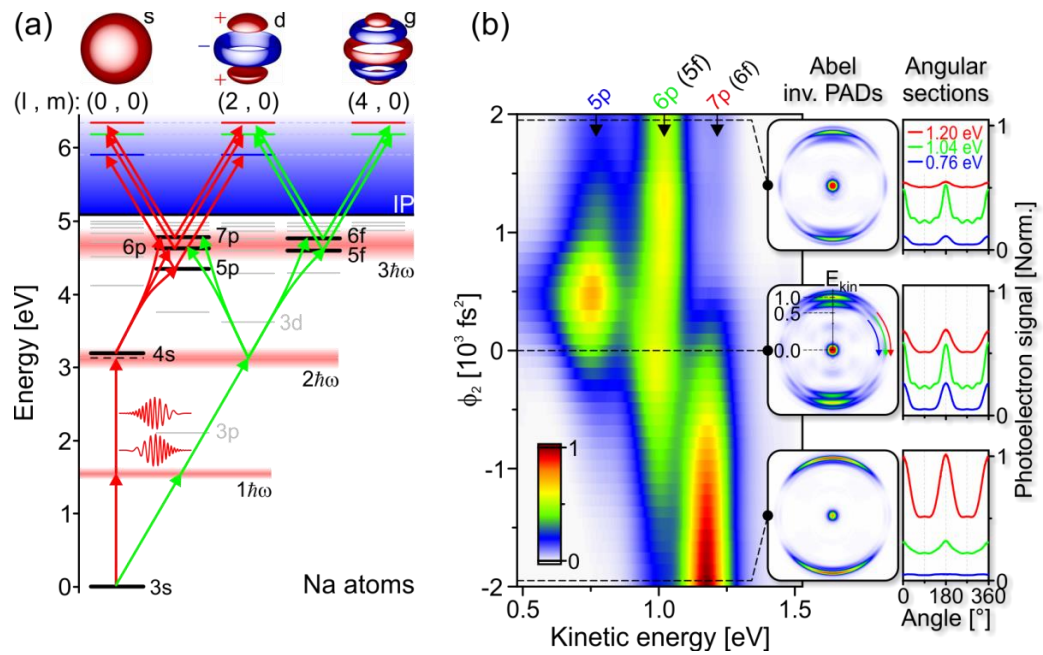 (a)
s
d
g
+
−
+
(l , m): (0 , 0) (2 , 0) (4 , 0)
Energy [eV]
6
5
4
3
2
1
0
IP
7p
6p
5p
6f
5f
3ħω
3d
4s
2ħω
3p
1ħω
3s
Na atoms
(b)
5p
6p (5f)
7p (6f)
Abel
inv. PADs
Angular
sections
ϕ₂ [10³ fs²]
2
1
0
-1
-2
1
0
0.5
1.0
1.5
Kinetic energy [eV]
E_kin
1.0
0.5
0.0
1.20 eV
1.04 eV
0.76 eV
1
0
1
0
1
0
Photoelectron signal [Norm.]
0 180 360
Angle [°]